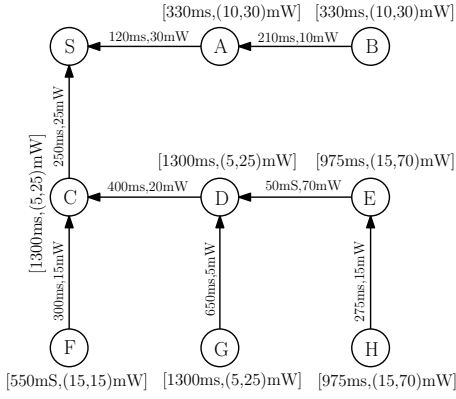 [330ms,(10,30)mW] [330ms,(10,30)mW]
S 120ms,30mW A 210ms,10mW B
250ms,25mW
[1300ms,(5,25)mW]
[1300ms,(5,25)mW] [975ms,(15,70)mW]
C 400ms,20mW D 50mS,70mW E
300ms,15mW 650ms,5mW 275ms,15mW
F G H
[550mS,(15,15)mW] [1300ms,(5,25)mW] [975ms,(15,70)mW]